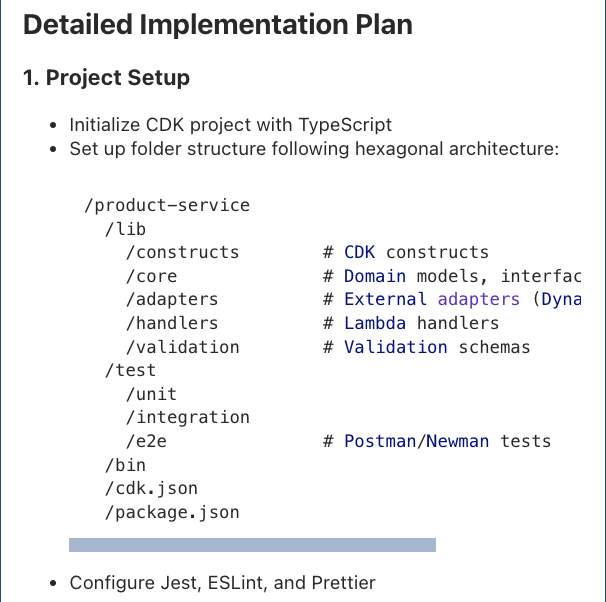 Detailed Implementation Plan
1. Project Setup
• Initialize CDK project with TypeScript
• Set up folder structure following hexagonal architecture:
/product-service
  /lib
    /constructs        # CDK constructs
    /core              # Domain models, interfac
    /adapters          # External adapters (Dyna
    /handlers          # Lambda handlers
    /validation        # Validation schemas
  /test
    /unit
    /integration
    /e2e               # Postman/Newman tests
  /bin
  /cdk.json
  /package.json
• Configure Jest, ESLint, and Prettier